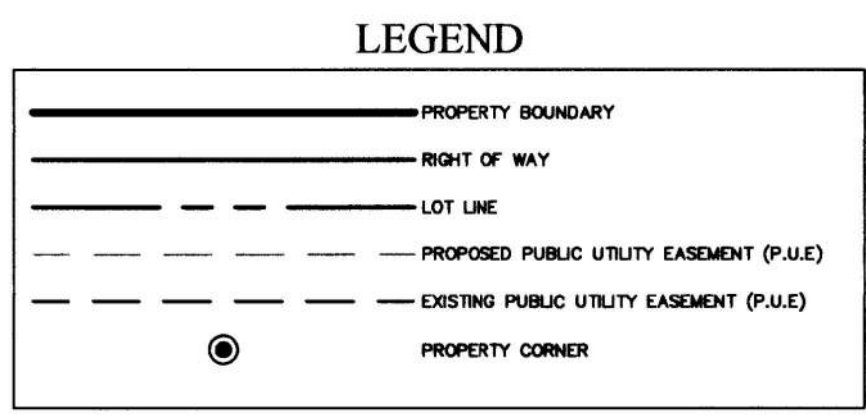 LEGEND
PROPERTY BOUNDARY
RIGHT OF WAY
LOT LINE
PROPOSED PUBLIC UTILITY EASEMENT (P.U.E)
EXISTING PUBLIC UTILITY EASEMENT (P.U.E)
PROPERTY CORNER